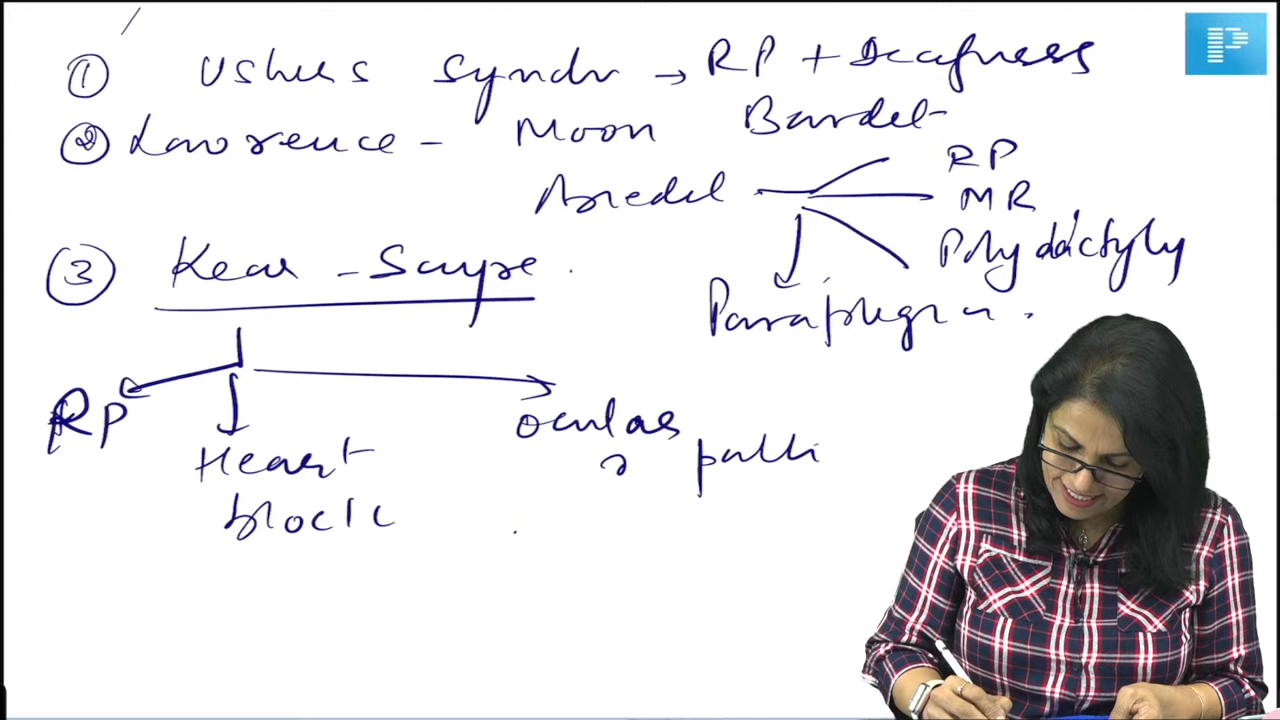 ① Ushers Syndr → RP + Deafness
② Lawrence - Moon Bardet
Biedel
RP
MR
Polydactyly
Paraplegia.
③ Kear - Sayre
RP
Heart block
ocular palli
P